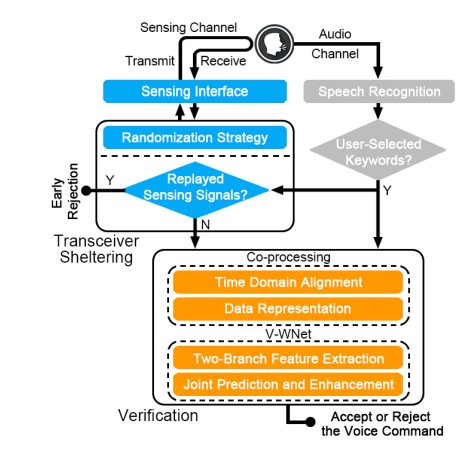 Sensing Channel
Audio
Channel
Transmit
Receive
Sensing Interface
Speech Recognition
Randomization Strategy
User-Selected
Keywords?
Early
Rejection
Y
Replayed
Sensing Signals?
Y
N
Transceiver
Sheltering
Co-processing
Time Domain Alignment
Data Representation
V-WNet
Two-Branch Feature Extraction
Joint Prediction and Enhancement
Verification
Accept or Reject
the Voice Command